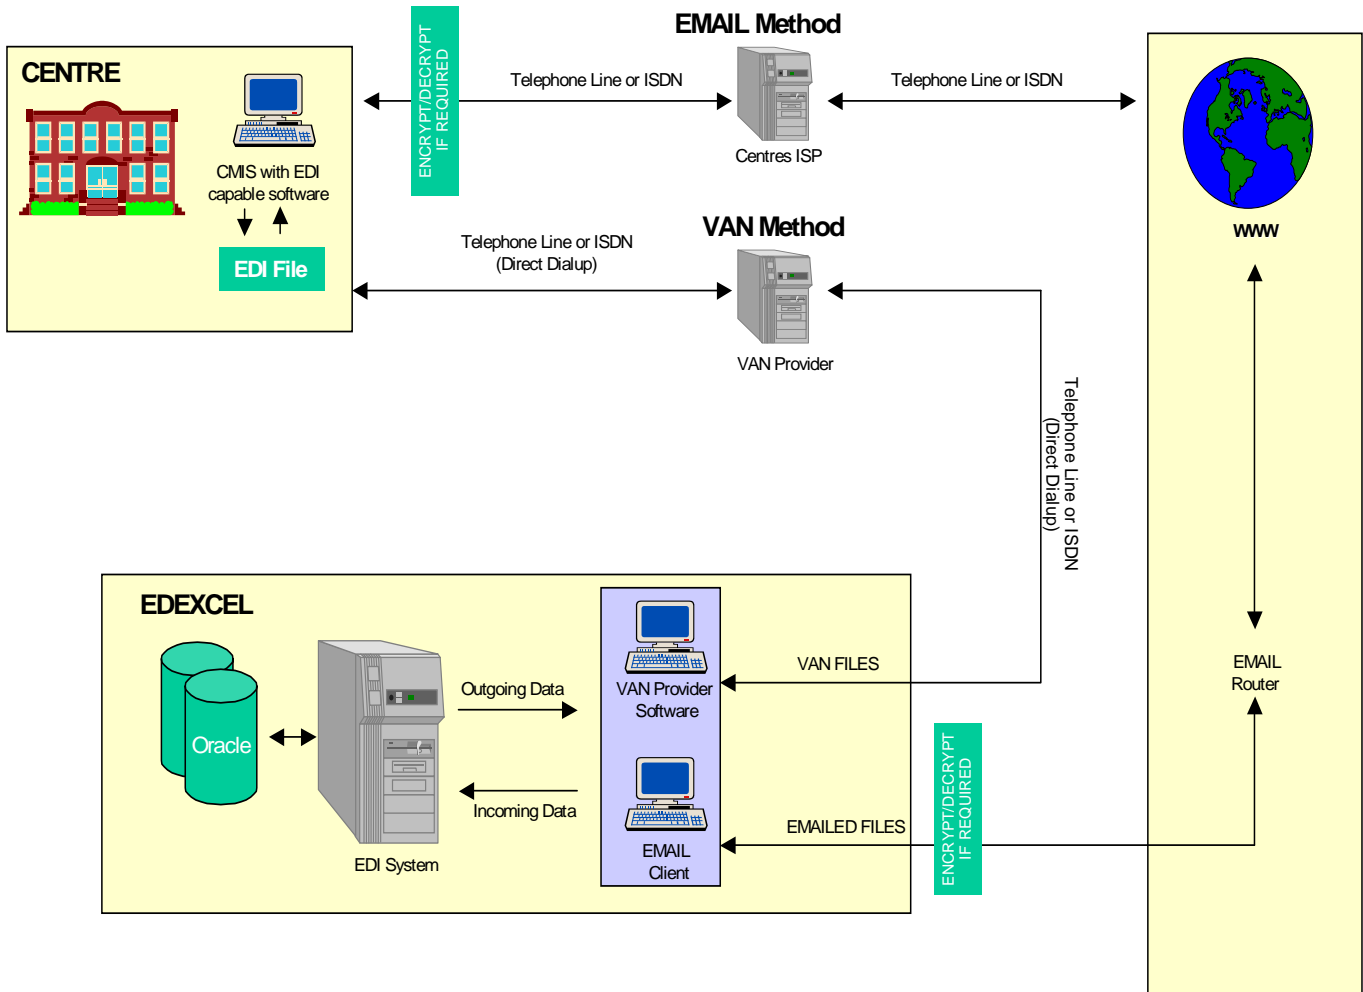 EMAIL Method
CENTRE
ENCRYPT/DECRYPT
IF REQUIRED
Telephone Line or ISDN
Telephone Line or ISDN
Centres ISP
CMIS with EDI
capable software
EDI File
VAN Method
Telephone Line or ISDN
(Direct Dialup)
VAN Provider
www
Telephone Line or ISDN
(Direct Dialup)
EDEXCEL
Oracle
EDI System
Outgoing Data
Incoming Data
VAN Provider
Software
EMAIL
Client
VAN FILES
EMAILED FILES
ENCRYPT/DECRYPT
IF REQUIRED
EMAIL
Router